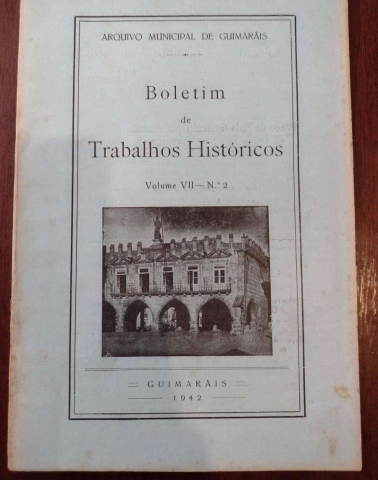 ARQUIVO MUNICIPAL DE GUIMARÃIS
Boletim
de
Trabalhos Históricos
Volume VII — N.º 2
GUIMARÃIS
1942